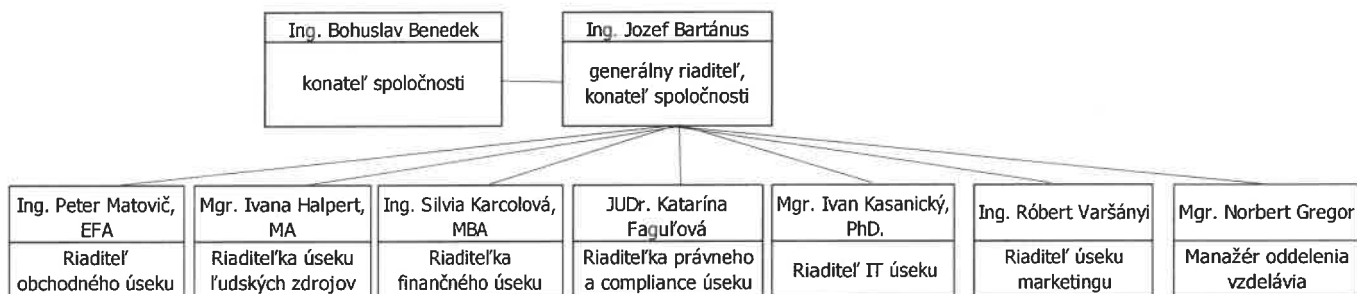 Ing. Bohuslav Benedek
konateľ spoločnosti
Ing. Jozef Bartánus
generálny riaditeľ,
konateľ spoločnosti
Ing. Peter Matovič,
EFA
Riaditeľ
obchodného úseku
Mgr. Ivana Halpert,
MA
Riaditeľka úseku
ľudských zdrojov
Ing. Silvia Karcolová,
MBA
Riaditeľka
finančného úseku
JUDr. Katarína
Faguľová
Riaditeľka právneho
a compliance úseku
Mgr. Ivan Kasanický,
PhD.
Riaditeľ IT úseku
Ing. Róbert Varšányi
Riaditeľ úseku
marketingu
Mgr. Norbert Gregor
Manažér oddelenia
vzdelávia